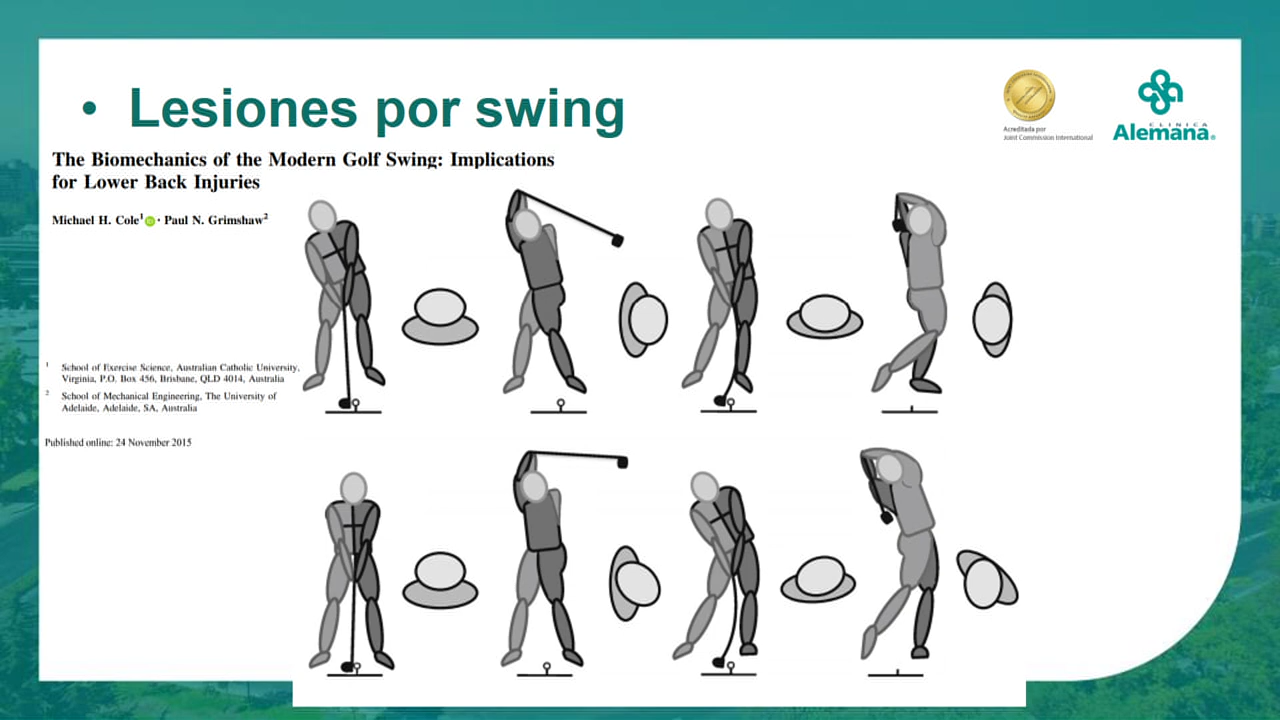 • Lesiones por swing
Acreditada por
Joint Commission International
CLINICA
Alemana®
The Biomechanics of the Modern Golf Swing: Implications
for Lower Back Injuries
Michael H. Cole1 iD · Paul N. Grimshaw2
1 School of Exercise Science, Australian Catholic University,
Virginia, P.O. Box 456, Brisbane, QLD 4014, Australia
2 School of Mechanical Engineering, The University of
Adelaide, Adelaide, SA, Australia
Published online: 24 November 2015